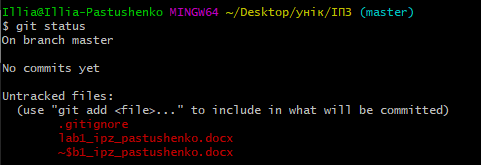 Illia@Illia-Pastushenko MINGW64 ~/Desktop/унік/ІПЗ (master)
$ git status
On branch master
No commits yet
Untracked files:
(use "git add <file>..." to include in what will be committed)
.gitignore
lab1_ipz_pastushenko.docx
~$b1_ipz_pastushenko.docx